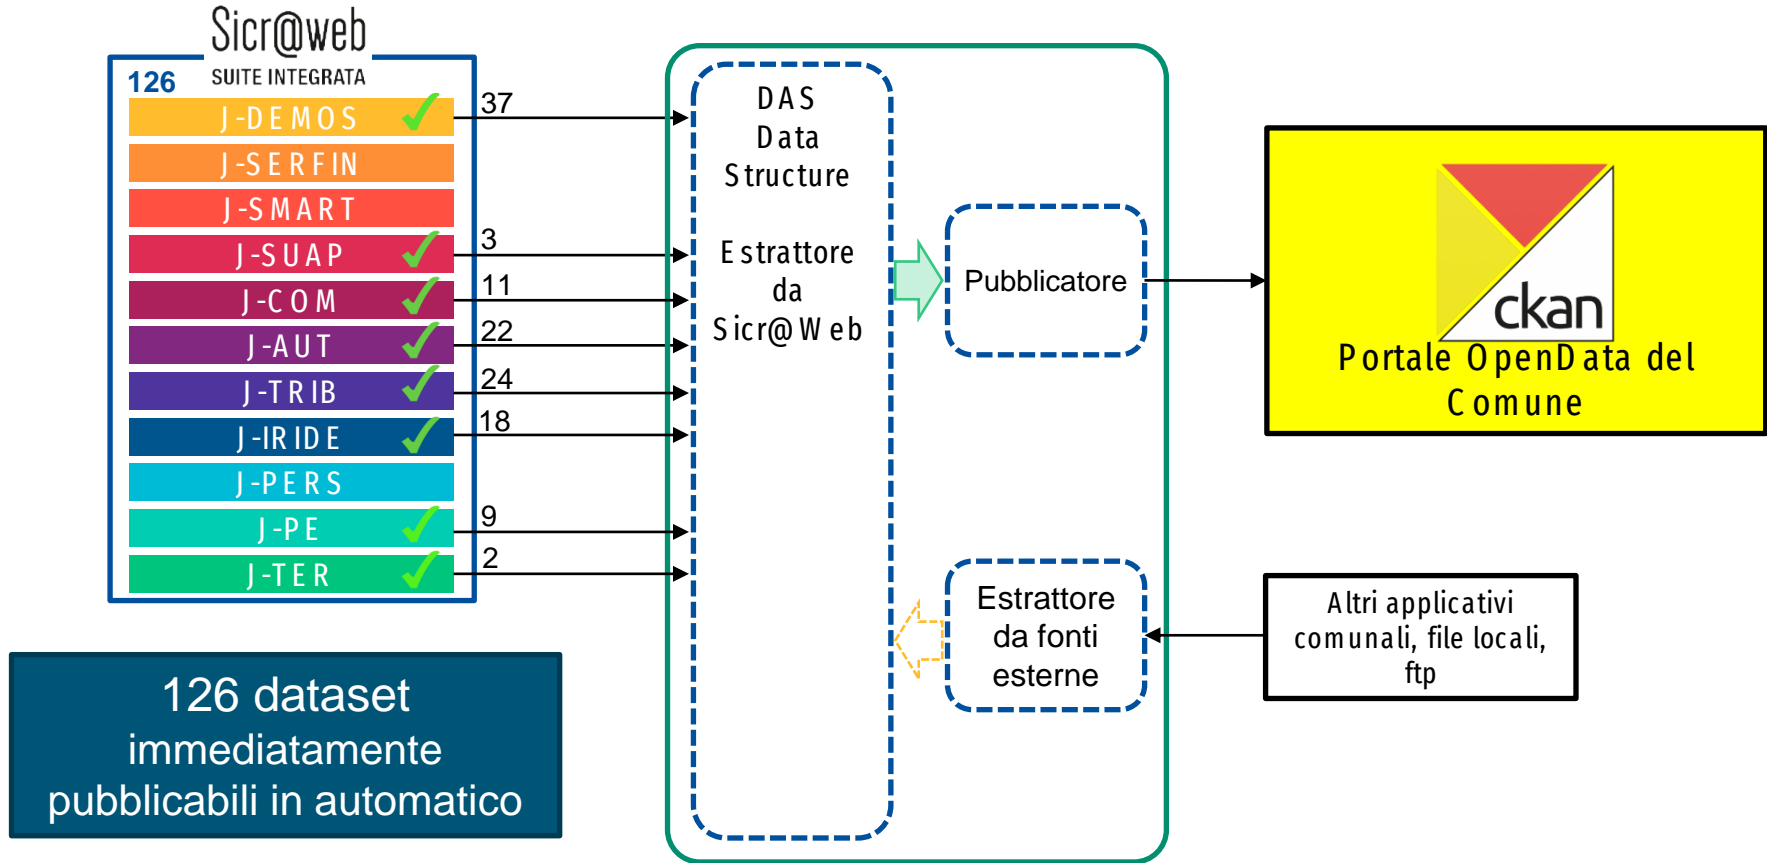 Sicr@web
SUITE INTEGRATA
126
J-DEMOS
37
J-SERFIN
J-SMART
J-SUAP
3
J-COM
11
J-AUT
22
J-TRIB
24
J-IRIDE
18
J-PERS
J-PE
9
J-TER
2
126 dataset
immediatamente
pubblicabili in automatico
DAS
Data
Structure
Estrattore
da
Sicr@Web
Pubblicatore
Estrattore
da fonti
esterne
ckan
Portale OpenData del
Comune
Altri applicativi
comunali, file locali,
ftp